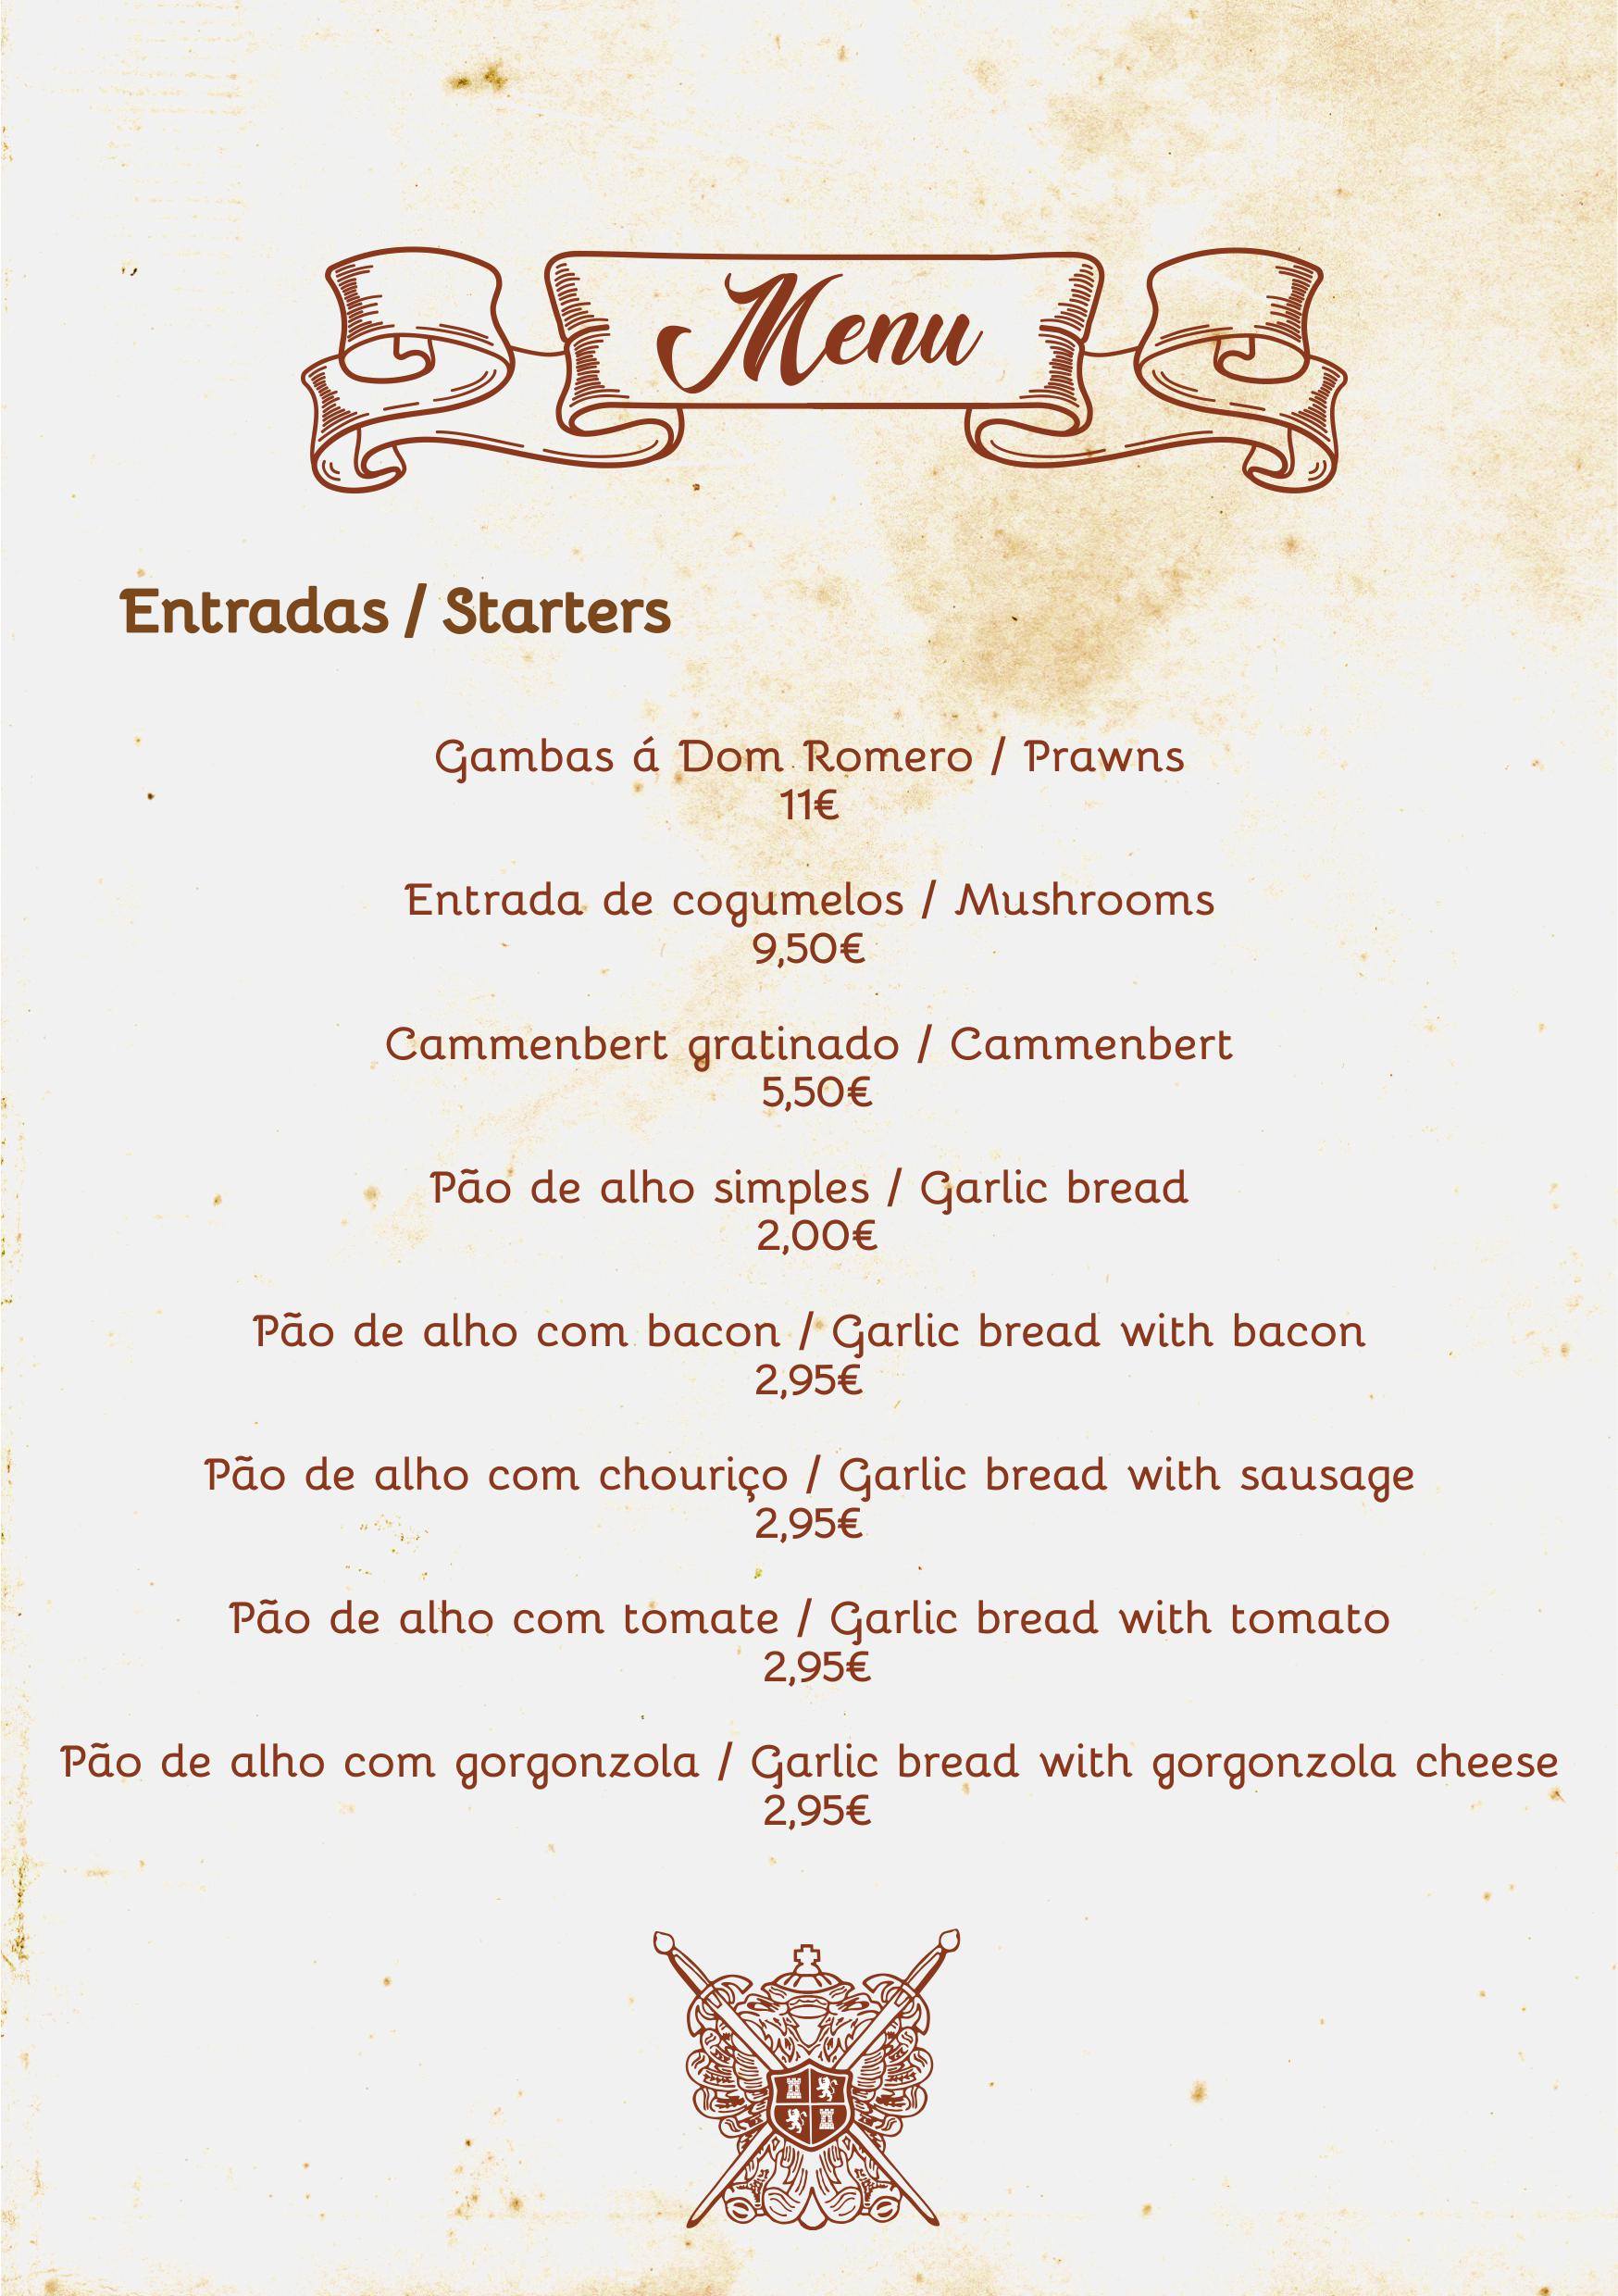 Menu
Entradas / Starters
Gambas á Dom Romero / Prawns
11€
Entrada de cogumelos / Mushrooms
9,50€
Cammenbert gratinado / Cammenbert
5,50€
Pão de alho simples / Garlic bread
2,00€
Pão de alho com bacon / Garlic bread with bacon
2,95€
Pão de alho com chouriço / Garlic bread with sausage
2,95€
Pão de alho com tomate / Garlic bread with tomato
2,95€
Pão de alho com gorgonzola / Garlic bread with gorgonzola cheese
2,95€